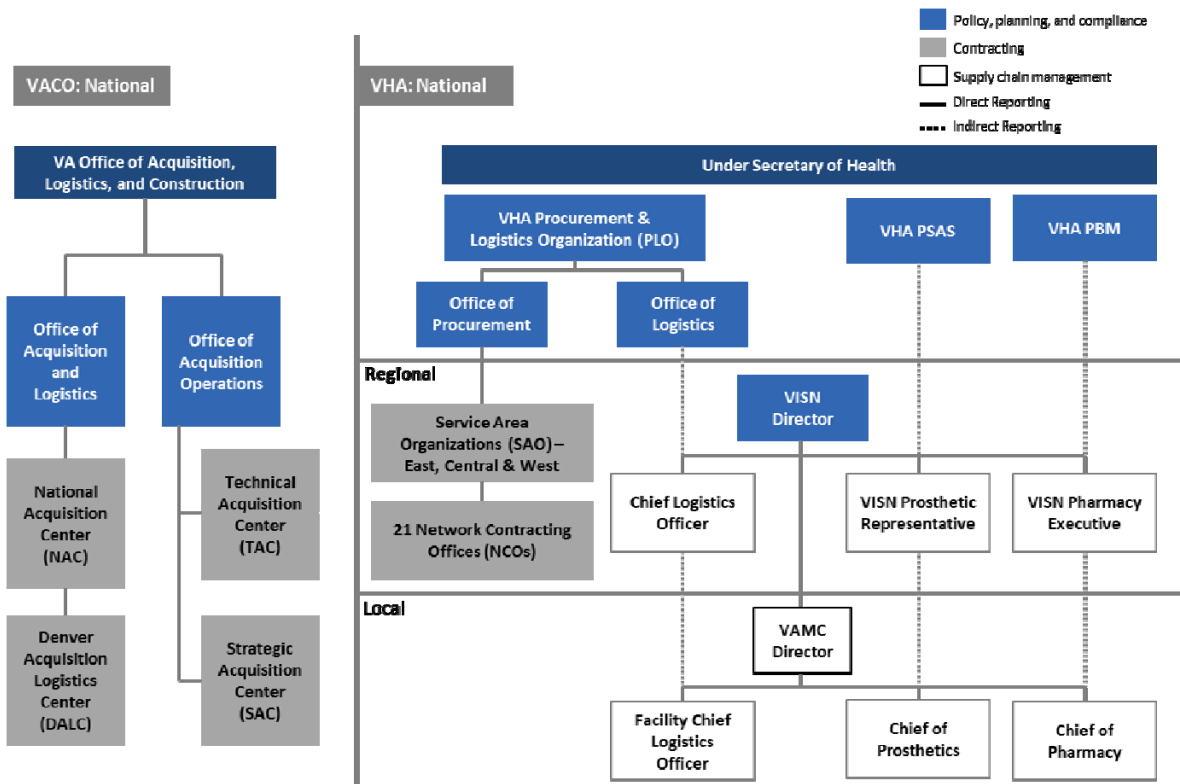 Policy, planning, and compliance
Contracting
Supply chain management
Direct Reporting
Indirect Reporting
VACO: National
VHA: National
VA Office of Acquisition,
Logistics, and Construction
Under Secretary of Health
VHA Procurement &
Logistics Organization (PLO)
VHA PSAS
VHA PBM
Office of
Acquisition
and
Logistics
Office of
Acquisition
Operations
Office of
Procurement
Office of
Logistics
Regional
VISN
Director
Service Area
Organizations (SAO) –
East, Central & West
National
Acquisition
Center
(NAC)
Technical
Acquisition
Center
(TAC)
21 Network Contracting
Offices (NCOs)
Chief Logistics
Officer
VISN Prosthetic
Representative
VISN Pharmacy
Executive
Local
VAMC
Director
Denver
Acquisition
Logistics
Center
(DALC)
Strategic
Acquisition
Center
(SAC)
Facility Chief
Logistics
Officer
Chief of
Prosthetics
Chief of
Pharmacy